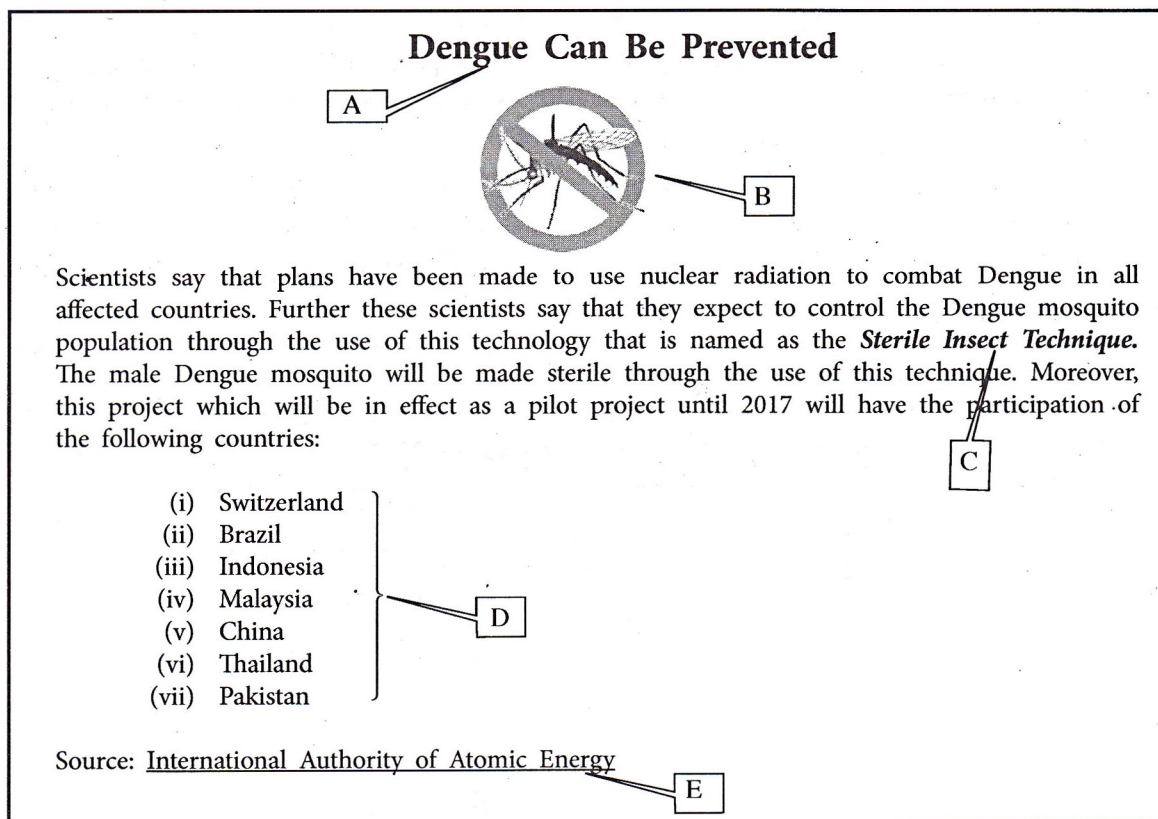 Dengue Can Be Prevented
A
B
Scientists say that plans have been made to use nuclear radiation to combat Dengue in all
affected countries. Further these scientists say that they expect to control the Dengue mosquito
population through the use of this technology that is named as the Sterile Insect Technique.
The male Dengue mosquito will be made sterile through the use of this technique. Moreover,
this project which will be in effect as a pilot project until 2017 will have the participation of
the following countries:
C
(i) Switzerland
(ii) Brazil
(iii) Indonesia
(iv) Malaysia
(v) China
(vi) Thailand
(vii) Pakistan
D
Source: International Authority of Atomic Energy
E